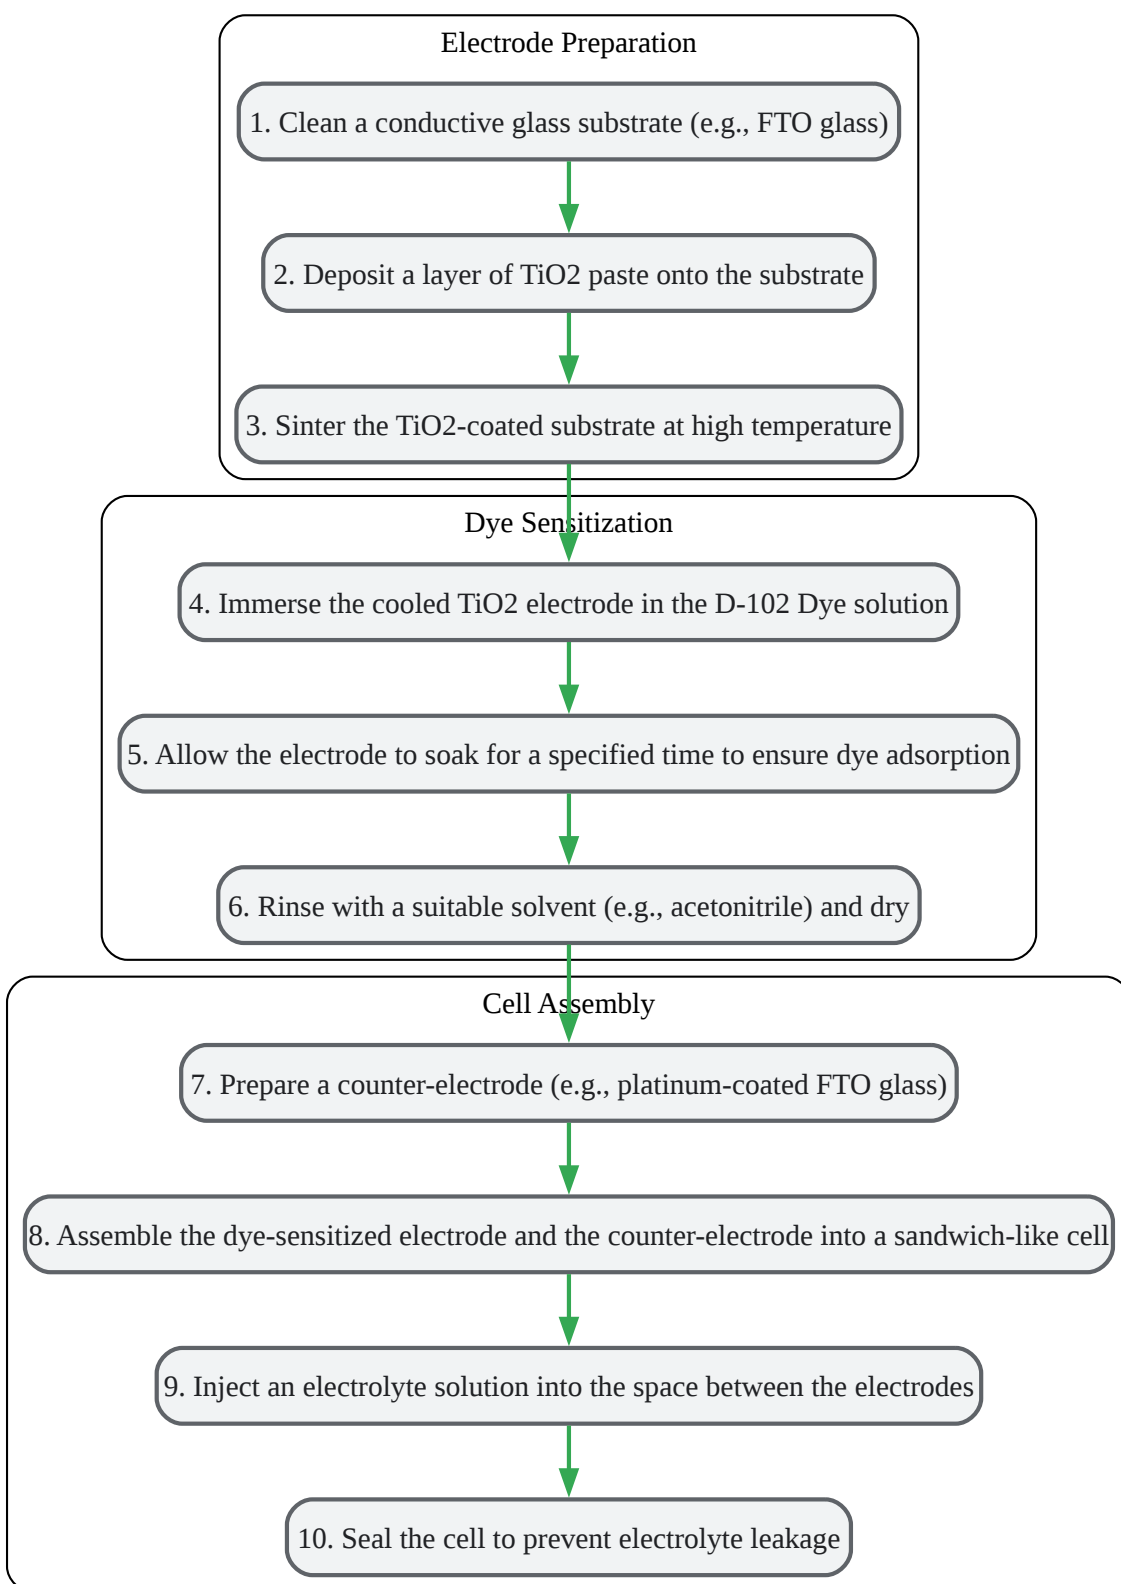 Electrode Preparation
1. Clean a conductive glass substrate (e.g., FTO glass)
2. Deposit a layer of TiO2 paste onto the substrate
3. Sinter the TiO2-coated substrate at high temperature
Dye Sensitization
4. Immerse the cooled TiO2 electrode in the D-102 Dye solution
5. Allow the electrode to soak for a specified time to ensure dye adsorption
6. Rinse with a suitable solvent (e.g., acetonitrile) and dry
Cell Assembly
7. Prepare a counter-electrode (e.g., platinum-coated FTO glass)
8. Assemble the dye-sensitized electrode and the counter-electrode into a sandwich-like cell
9. Inject an electrolyte solution into the space between the electrodes
10. Seal the cell to prevent electrolyte leakage